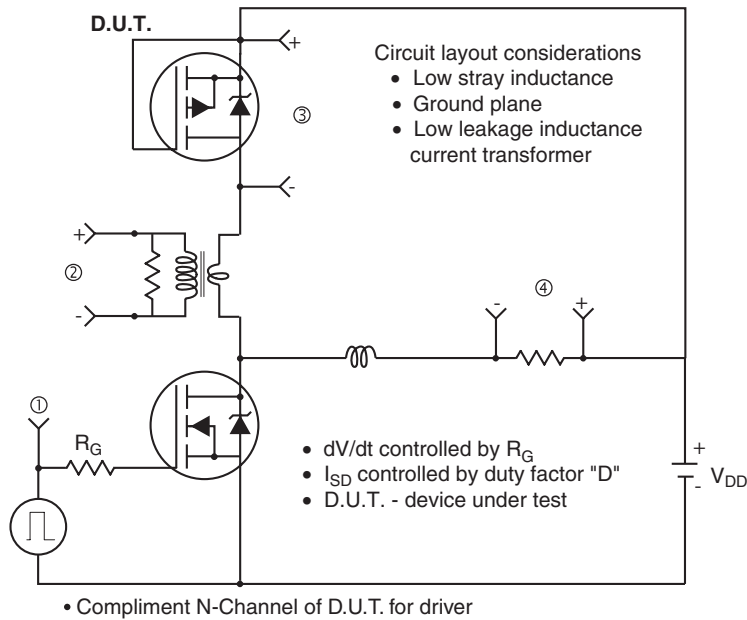 D.U.T.
+
Circuit layout considerations
• Low stray inductance
• Ground plane
• Low leakage inductance
current transformer
③
-
+
②
-
④
- +
①
R_G
• dV/dt controlled by R_G
• I_SD controlled by duty factor "D"
• D.U.T. - device under test
+
V_DD
-
• Compliment N-Channel of D.U.T. for driver